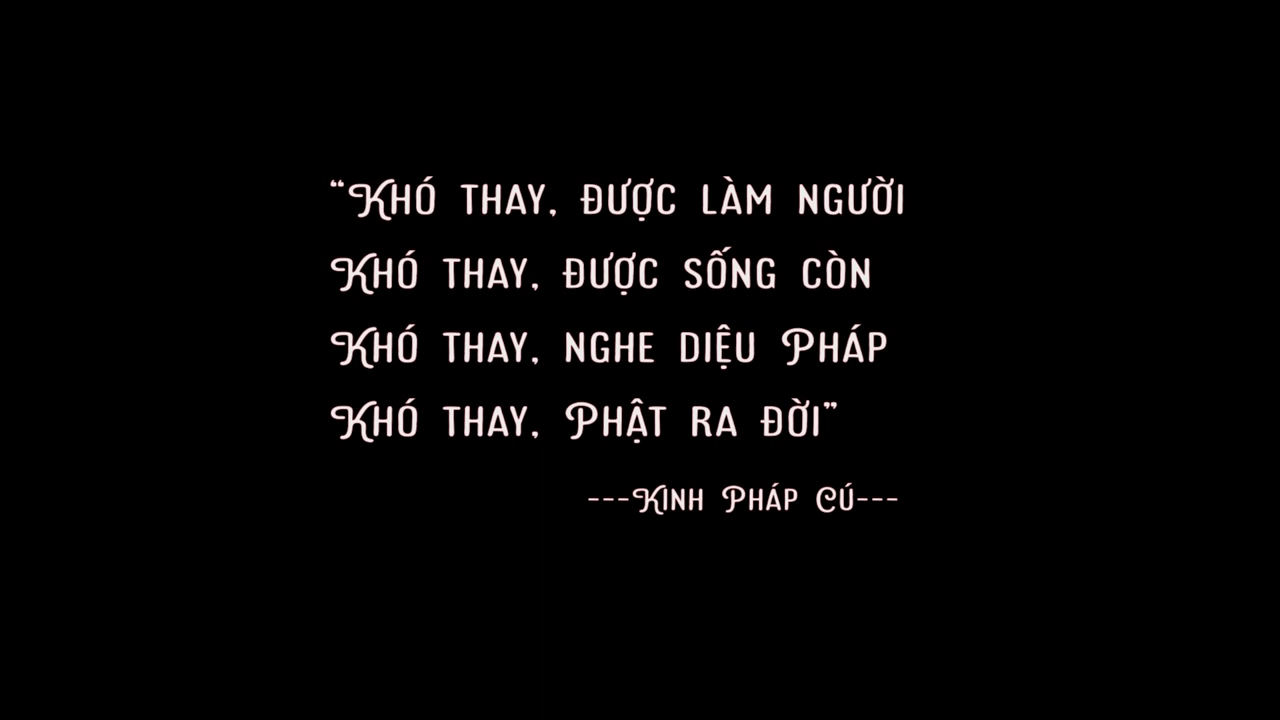 “Khó thay, được làm người
Khó thay, được sống còn
Khó thay, nghe diệu Pháp
Khó thay, Phật ra đời”
---Kinh Pháp Cú---